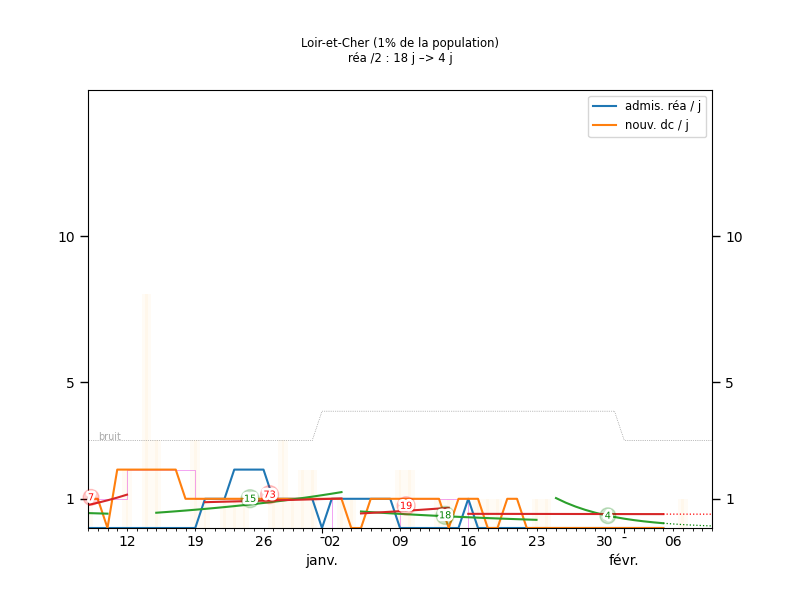 Loir-et-Cher (1% de la population)
réa /2 : 18 j –> 4 j
admis. réa / j
nouv. dc / j
10 10
5 5
bruit
1 7 15 73 19 18 4 1
12 19 26 02 09 16 23 30 06
janv. févr.